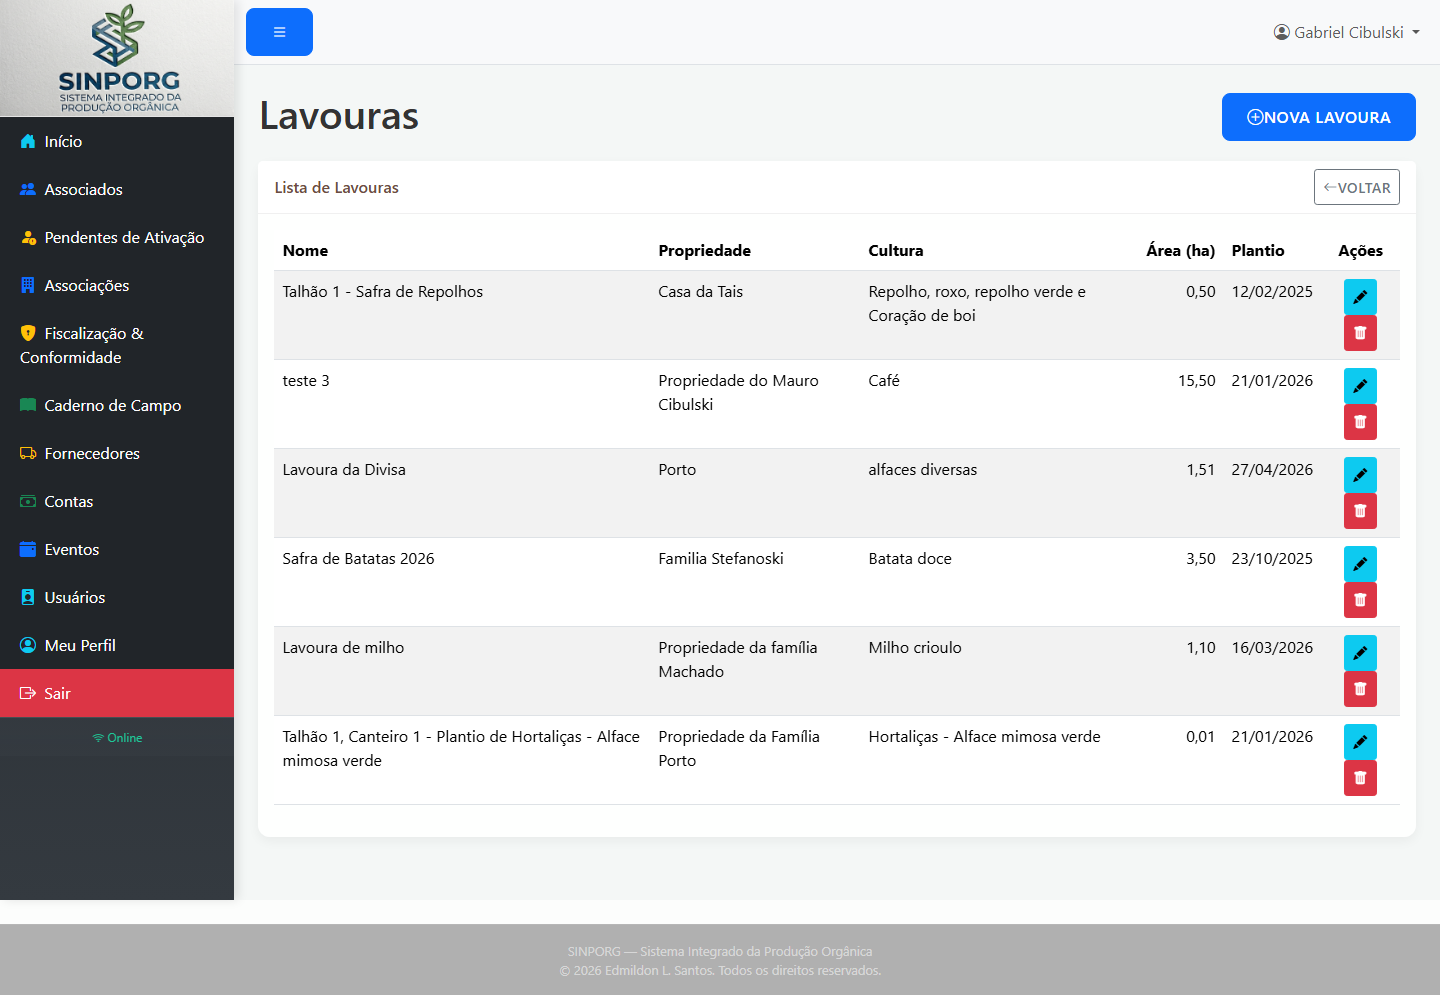 SINPORG
SISTEMA INTEGRADO DA
PRODUÇÃO ORGÂNICA
Gabriel Cibulski
Início
Associados
Pendentes de Ativação
Associações
Fiscalização &
Conformidade
Caderno de Campo
Fornecedores
Contas
Eventos
Usuários
Meu Perfil
Sair
Online
Lavouras
NOVA LAVOURA
Lista de Lavouras
VOLTAR
Nome Propriedade Cultura Área (ha) Plantio Ações
Talhão 1 - Safra de Repolhos Casa da Tais Repolho, roxo, repolho verde e 0,50 12/02/2025
Coração de boi
teste 3 Propriedade do Mauro Café 15,50 21/01/2026
Cibulski
Lavoura da Divisa Porto alfaces diversas 1,51 27/04/2026
Safra de Batatas 2026 Familia Stefanoski Batata doce 3,50 23/10/2025
Lavoura de milho Propriedade da família Milho crioulo 1,10 16/03/2026
Machado
Talhão 1, Canteiro 1 - Plantio de Hortaliças - Alface Propriedade da Família Hortaliças - Alface mimosa verde 0,01 21/01/2026
mimosa verde Porto
SINPORG — Sistema Integrado da Produção Orgânica
© 2026 Edmildon L. Santos. Todos os direitos reservados.